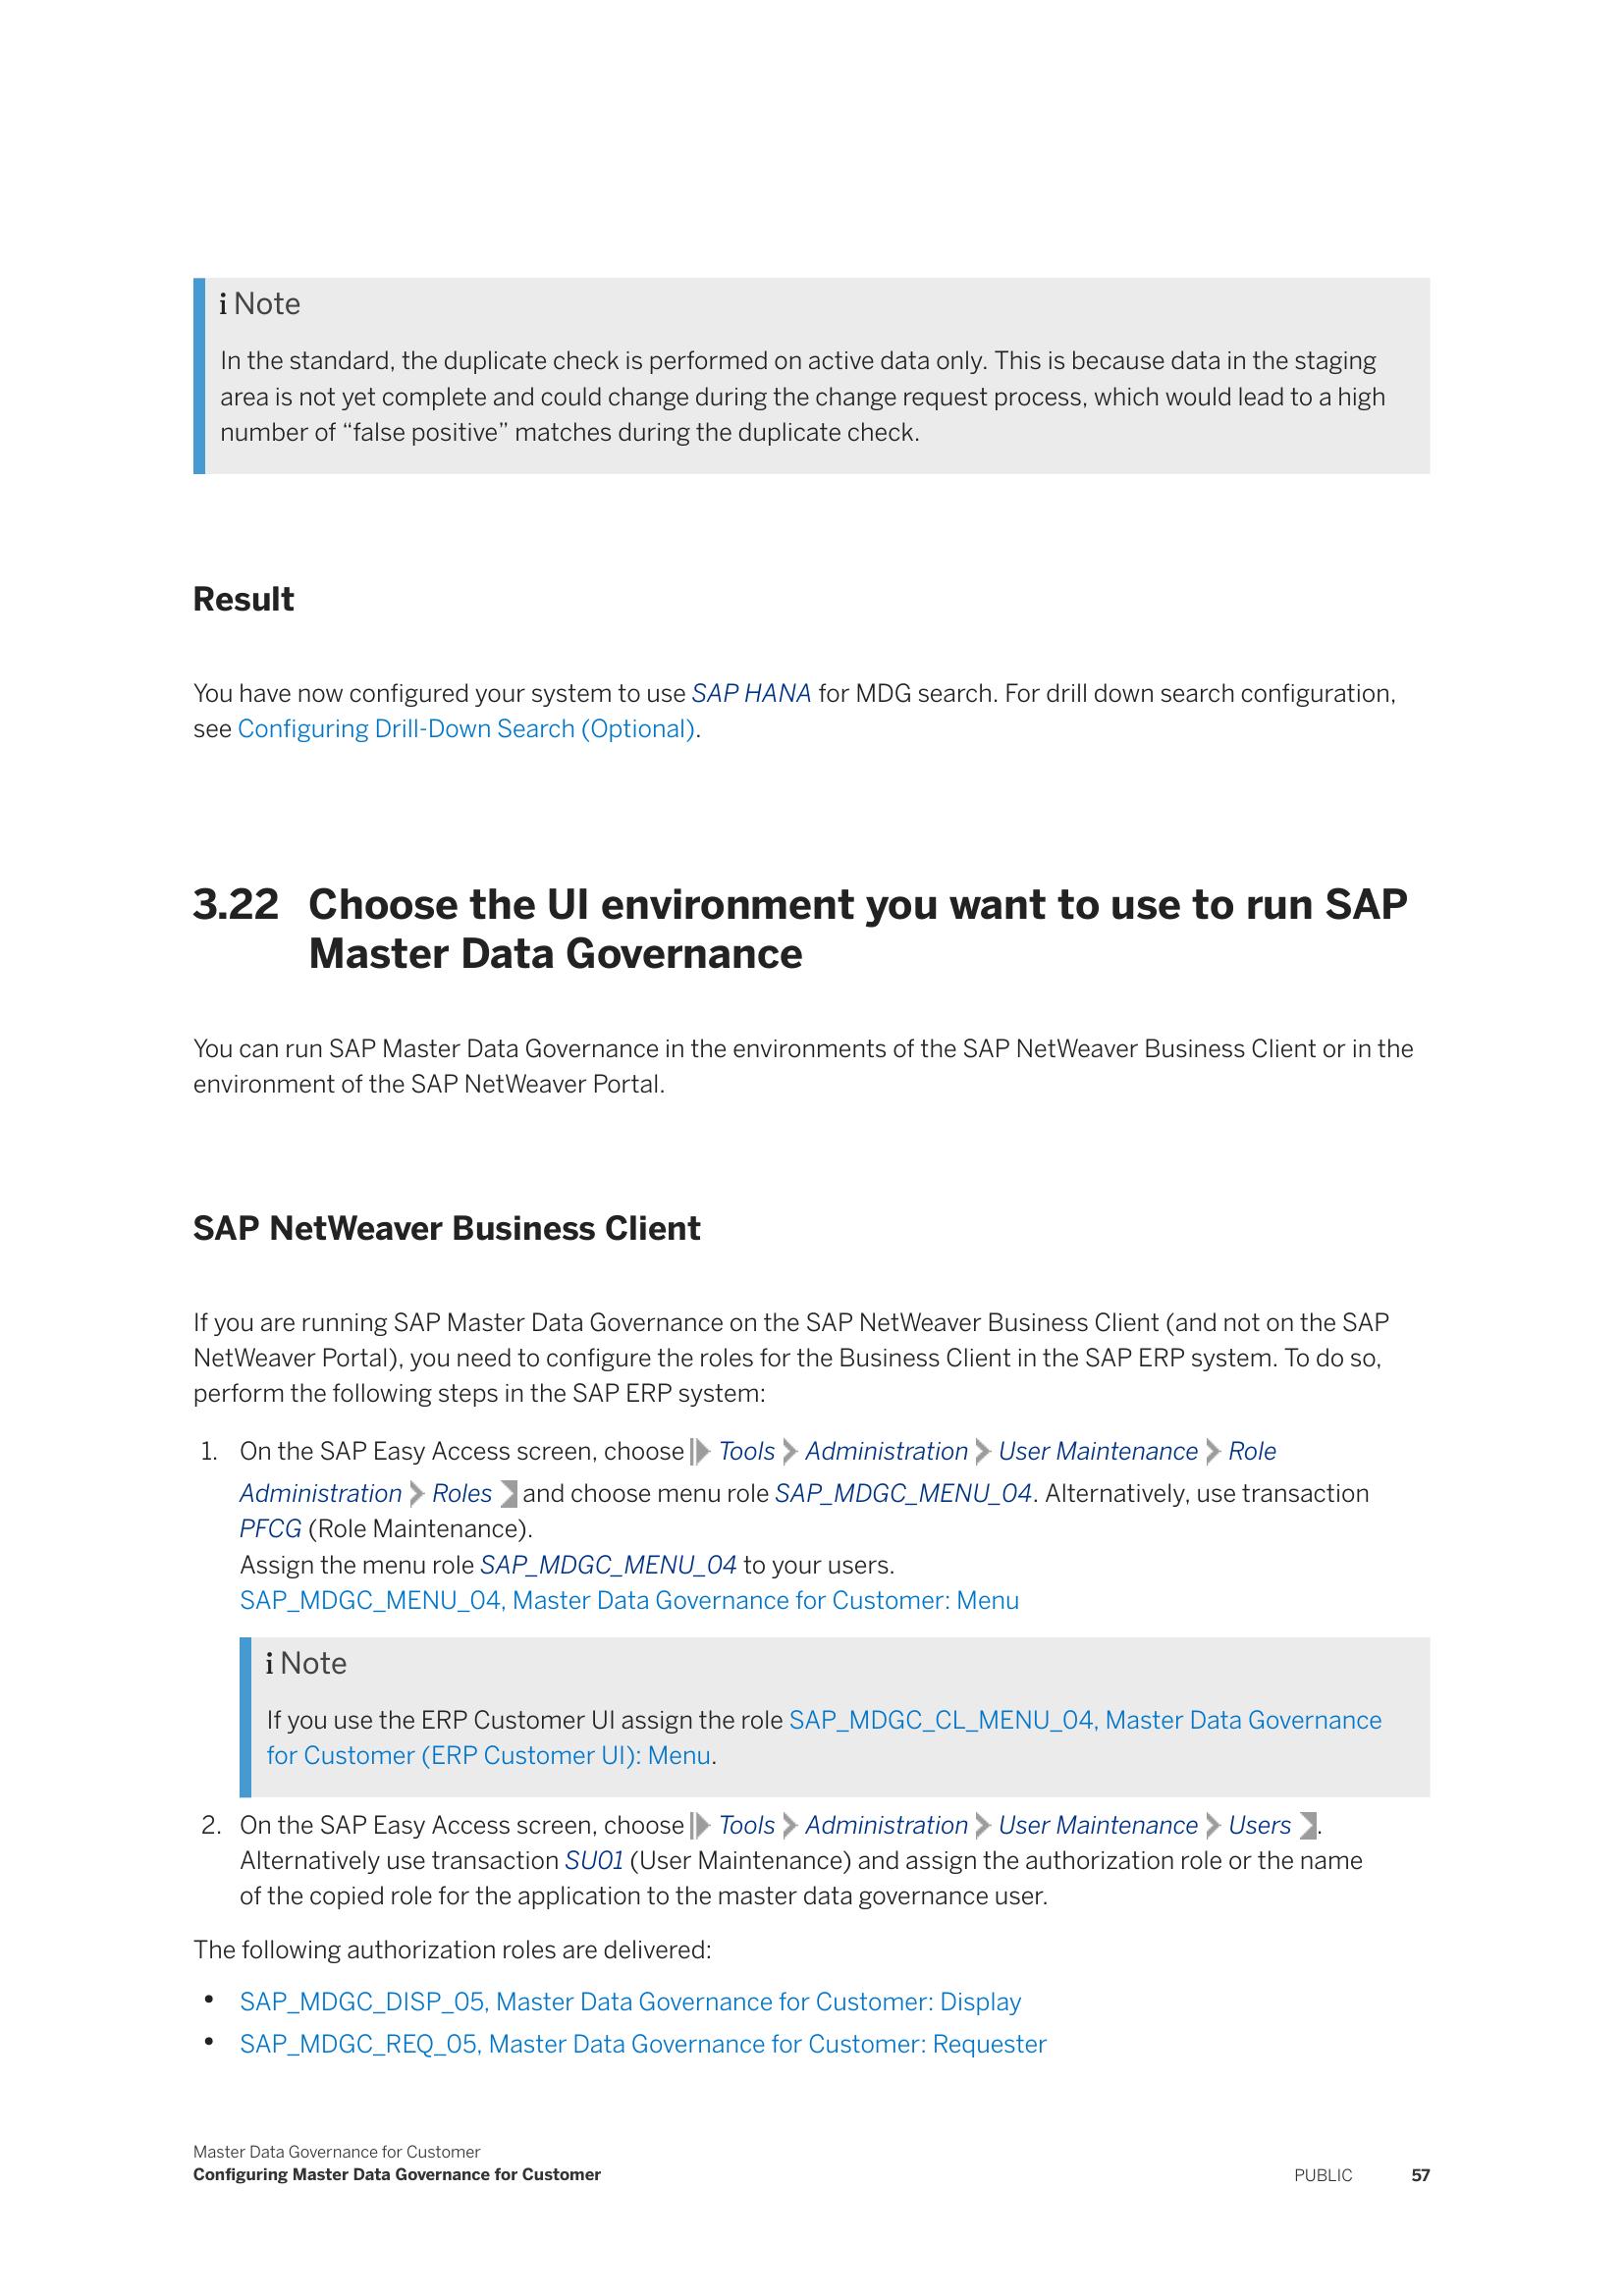 i Note
In the standard, the duplicate check is performed on active data only. This is because data in the staging
area is not yet complete and could change during the change request process, which would lead to a high
number of “false positive” matches during the duplicate check.
Result
You have now configured your system to use SAP HANA for MDG search. For drill down search configuration,
see Configuring Drill-Down Search (Optional).
3.22 Choose the UI environment you want to use to run SAP
Master Data Governance
You can run SAP Master Data Governance in the environments of the SAP NetWeaver Business Client or in the
environment of the SAP NetWeaver Portal.
SAP NetWeaver Business Client
If you are running SAP Master Data Governance on the SAP NetWeaver Business Client (and not on the SAP
NetWeaver Portal), you need to configure the roles for the Business Client in the SAP ERP system. To do so,
perform the following steps in the SAP ERP system:
1. On the SAP Easy Access screen, choose Tools Administration User Maintenance Role
Administration Roles and choose menu role SAP_MDGC_MENU_04. Alternatively, use transaction
PFCG (Role Maintenance).
Assign the menu role SAP_MDGC_MENU_04 to your users.
SAP_MDGC_MENU_04, Master Data Governance for Customer: Menu
i Note
If you use the ERP Customer UI assign the role SAP_MDGC_CL_MENU_04, Master Data Governance
for Customer (ERP Customer UI): Menu.
2. On the SAP Easy Access screen, choose Tools Administration User Maintenance Users .
Alternatively use transaction SU01 (User Maintenance) and assign the authorization role or the name
of the copied role for the application to the master data governance user.
The following authorization roles are delivered:
• SAP_MDGC_DISP_05, Master Data Governance for Customer: Display
• SAP_MDGC_REQ_05, Master Data Governance for Customer: Requester
Master Data Governance for Customer
Configuring Master Data Governance for Customer PUBLIC 57